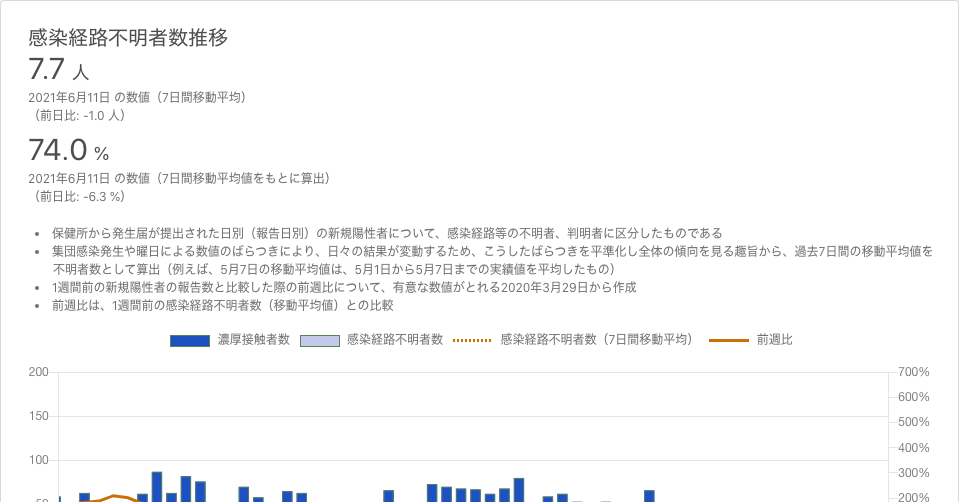 感染経路不明者数推移
7.7 人
2021年6月11日 の数値（7日間移動平均）
（前日比: -1.0 人）
74.0 %
2021年6月11日 の数値（7日間移動平均値をもとに算出）
（前日比: -6.3 %）
• 保健所から発生届が提出された日別（報告日別）の新規陽性者について、感染経路等の不明者、判明者に区分したものである
• 集団感染発生や曜日による数値のばらつきにより、日々の結果が変動するため、こうしたばらつきを平準化し全体の傾向を見る趣旨から、過去7日間の移動平均値を
不明者数として算出（例えば、5月7日の移動平均値は、5月1日から5月7日までの実績値を平均したもの）
• 1週間前の新規陽性者の報告数と比較した際の前週比について、有意な数値がとれる2020年3月29日から作成
• 前週比は、1週間前の感染経路不明者数（移動平均値）との比較
濃厚接触者数 感染経路不明者数 感染経路不明者数（7日間移動平均） 前週比
200 700%
600%
150 500%
400%
100 300%
50 200%